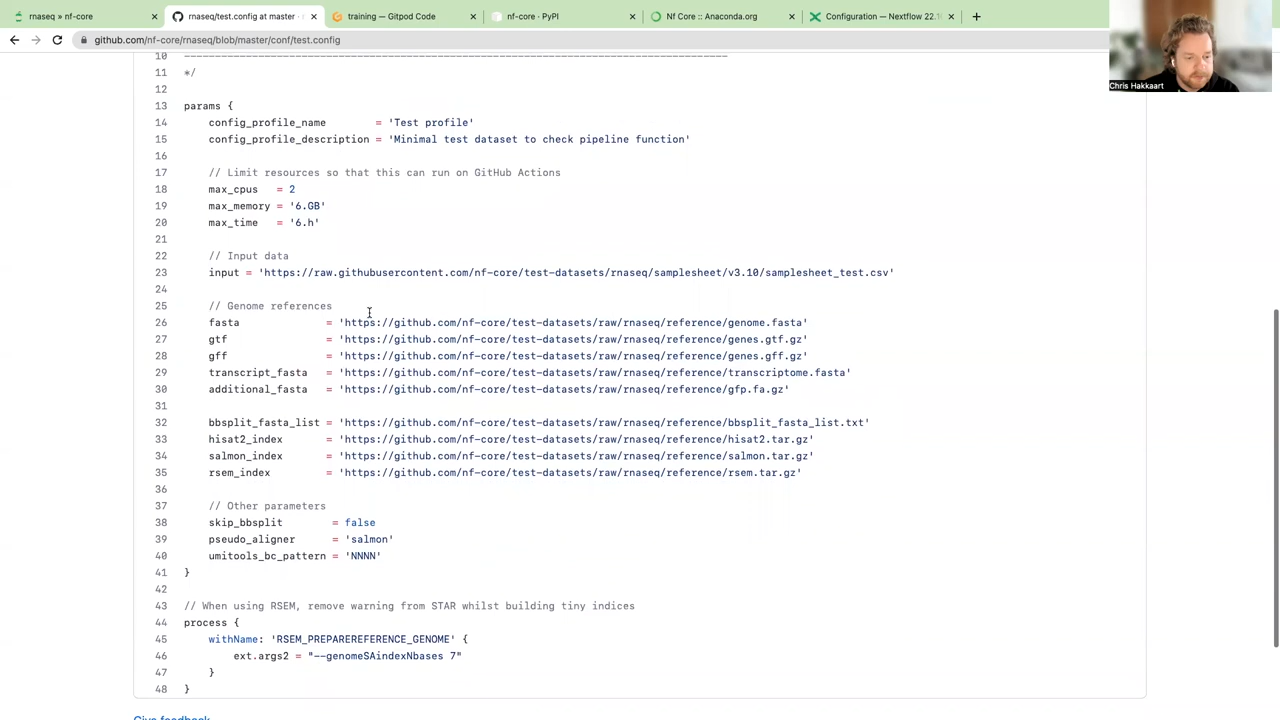 rnaseq » nf-core
rnaseq/test.config at master
training — Gitpod Code
nf-core · PyPI
Nf Core :: Anaconda.org
Configuration — Nextflow 22.1
github.com/nf-core/rnaseq/blob/master/conf/test.config
Chris Hakkaart
10 ----------------------------------------------------------------------------------------
11 */
12
13 params {
14 config_profile_name = 'Test profile'
15 config_profile_description = 'Minimal test dataset to check pipeline function'
16
17 // Limit resources so that this can run on GitHub Actions
18 max_cpus = 2
19 max_memory = '6.GB'
20 max_time = '6.h'
21
22 // Input data
23 input = 'https://raw.githubusercontent.com/nf-core/test-datasets/rnaseq/samplesheet/v3.10/samplesheet_test.csv'
24
25 // Genome references
26 fasta = 'https://github.com/nf-core/test-datasets/raw/rnaseq/reference/genome.fasta'
27 gtf = 'https://github.com/nf-core/test-datasets/raw/rnaseq/reference/genes.gtf.gz'
28 gff = 'https://github.com/nf-core/test-datasets/raw/rnaseq/reference/genes.gff.gz'
29 transcript_fasta = 'https://github.com/nf-core/test-datasets/raw/rnaseq/reference/transcriptome.fasta'
30 additional_fasta = 'https://github.com/nf-core/test-datasets/raw/rnaseq/reference/gfp.fa.gz'
31
32 bbsplit_fasta_list = 'https://github.com/nf-core/test-datasets/raw/rnaseq/reference/bbsplit_fasta_list.txt'
33 hisat2_index = 'https://github.com/nf-core/test-datasets/raw/rnaseq/reference/hisat2.tar.gz'
34 salmon_index = 'https://github.com/nf-core/test-datasets/raw/rnaseq/reference/salmon.tar.gz'
35 rsem_index = 'https://github.com/nf-core/test-datasets/raw/rnaseq/reference/rsem.tar.gz'
36
37 // Other parameters
38 skip_bbsplit = false
39 pseudo_aligner = 'salmon'
40 umitools_bc_pattern = 'NNNN'
41 }
42
43 // When using RSEM, remove warning from STAR whilst building tiny indices
44 process {
45 withName: 'RSEM_PREPAREREFERENCE_GENOME' {
46 ext.args2 = "--genomeSAindexNbases 7"
47 }
48 }
Give feedback